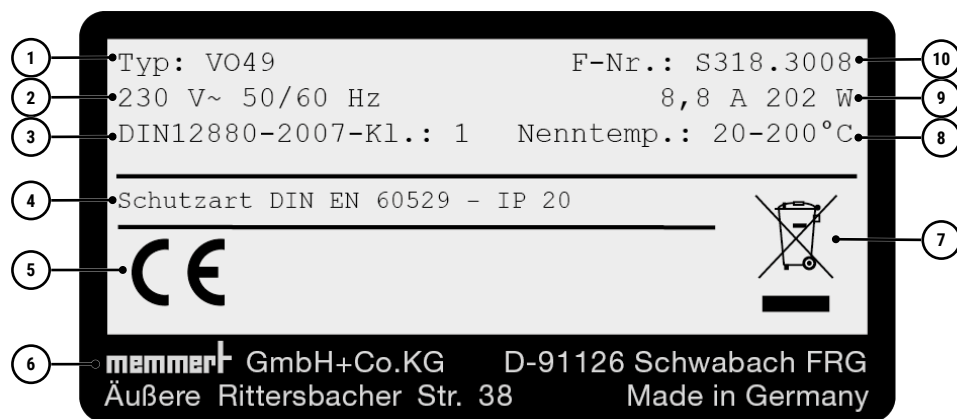 1 Typ: VO49 F-Nr.: S318.3008 10
2 230 V~ 50/60 Hz 8,8 A 202 W 9
3 DIN12880-2007-Kl.: 1 Nenntemp.: 20-200°C 8
4 Schutzart DIN EN 60529 - IP 20
7
5 CE
6 memmert GmbH+Co.KG D-91126 Schwabach FRG
Äußere Rittersbacher Str. 38 Made in Germany